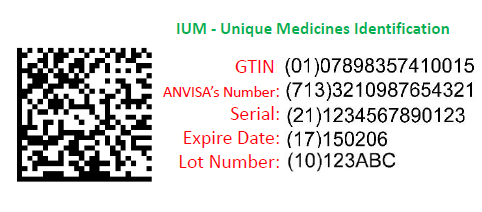 IUM - Unique Medicines Identification
GTIN (01)07898357410015
ANVISA's Number: (713)3210987654321
Serial: (21)1234567890123
Expire Date: (17)150206
Lot Number: (10)123ABC